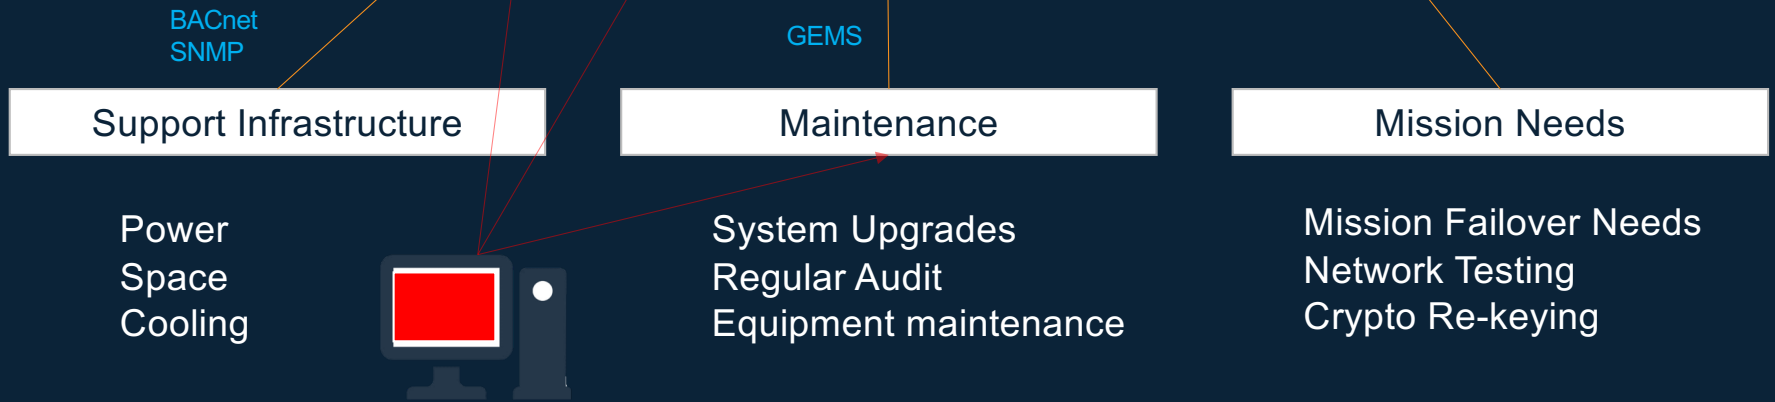 BACnet
SNMP
GEMS
Support Infrastructure
Maintenance
Mission Needs
Power
Space
Cooling
System Upgrades
Regular Audit
Equipment maintenance
Mission Failover Needs
Network Testing
Crypto Re-keying